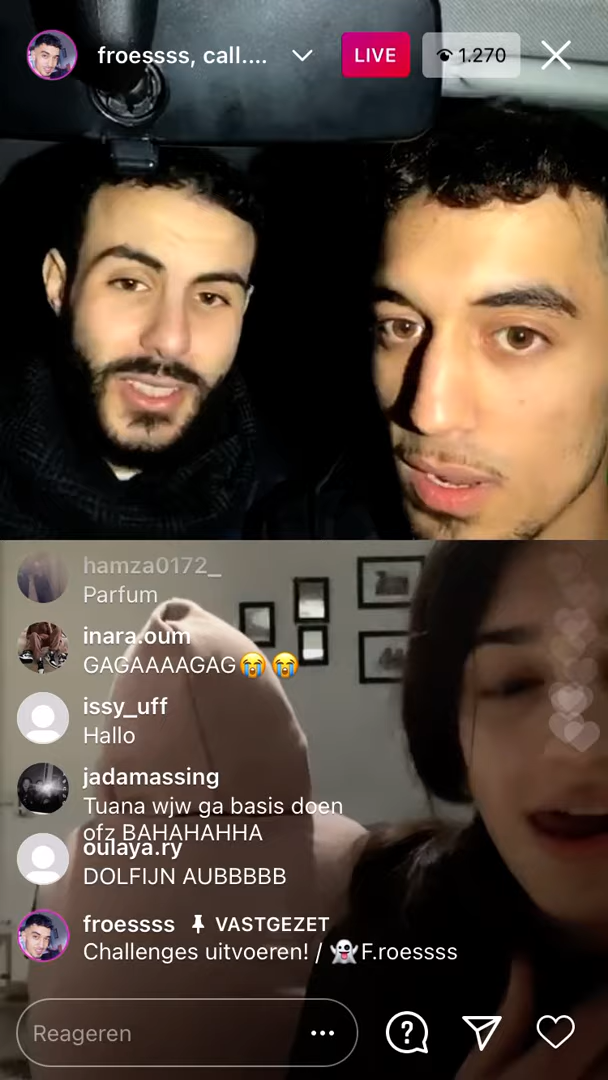 froessss, call....
LIVE
1.270
hamza0172_
Parfum
inara.oum
GAGAAAAGAG😭😭
issy_uff
Hallo
jadamassing
Tuana wjw ga basis doen
ofz BAHAHAHHA
oulaya.ry
DOLFIJN AUBBBBB
froessss VASTGEZET
Challenges uitvoeren! / 👻F.roessss
Reageren